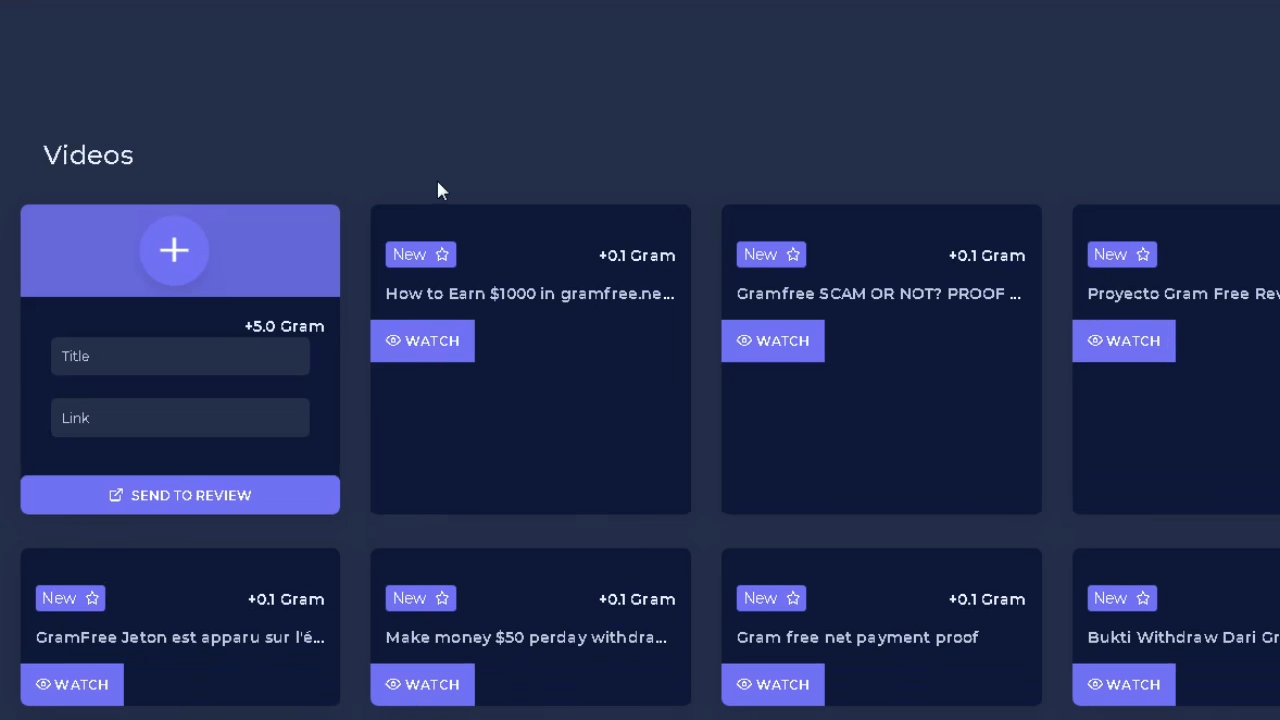 Videos
+5.0 Gram
Title
Link
SEND TO REVIEW
New
+0.1 Gram
How to Earn $1000 in gramfree.ne...
WATCH
New
+0.1 Gram
Gramfree SCAM OR NOT? PROOF ...
WATCH
New
Proyecto Gram Free Rev
WATCH
New
+0.1 Gram
GramFree Jeton est apparu sur l'é...
WATCH
New
+0.1 Gram
Make money $50 perday withdra...
WATCH
New
+0.1 Gram
Gram free net payment proof
WATCH
New
Bukti Withdraw Dari Gr
WATCH